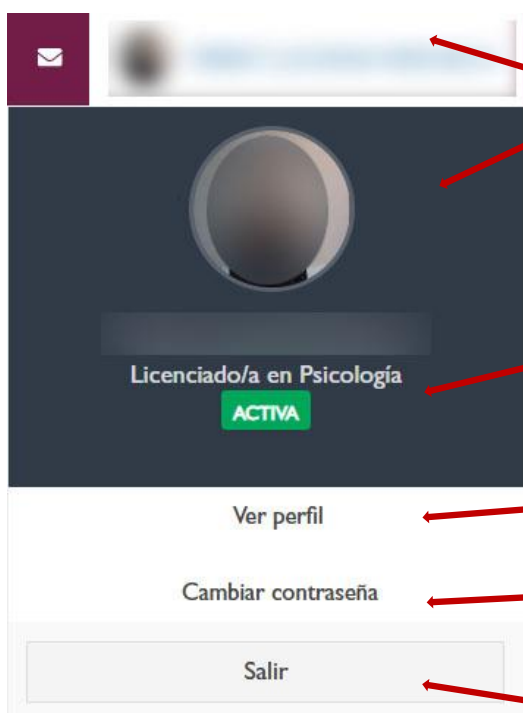 Licenciado/a en Psicología
ACTIVA
Ver perfil
Cambiar contraseña
Salir